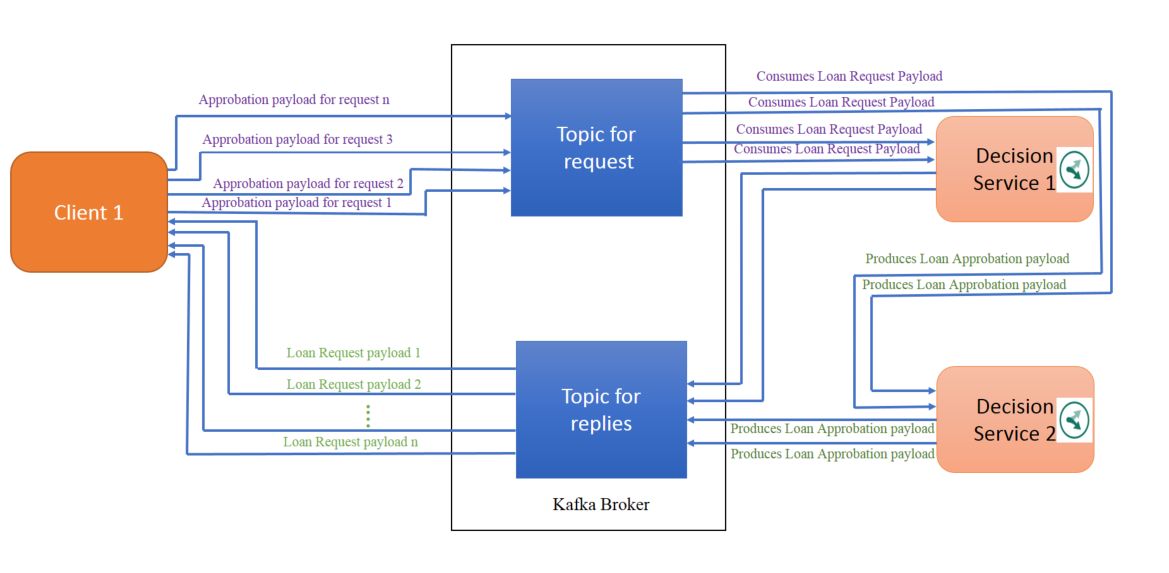 Consumes Loan Request Payload
Approbation payload for request n
Consumes Loan Request Payload
Topic for
request
Consumes Loan Request Payload
Approbation payload for request 3
Consumes Loan Request Payload
Decision
Service 1
Approbation payload for request 2
Approbation payload for request 1
Client 1
Produces Loan Approbation payload
Produces Loan Approbation payload
Loan Request payload 1
Loan Request payload 2
Loan Request payload n
Topic for
replies
Decision
Service 2
Produces Loan Approbation payload
Produces Loan Approbation payload
Kafka Broker